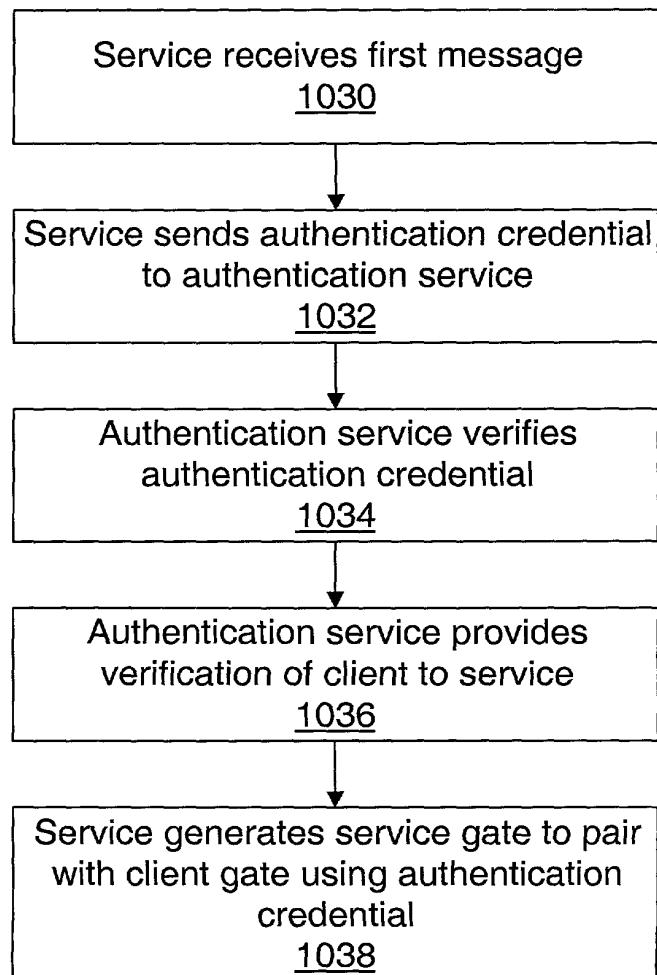 Service receives first message
1030
Service sends authentication credential
to authentication service
1032
Authentication service verifies
authentication credential
1034
Authentication service provides
verification of client to service
1036
Service generates service gate to pair
with client gate using authentication
credential
1038